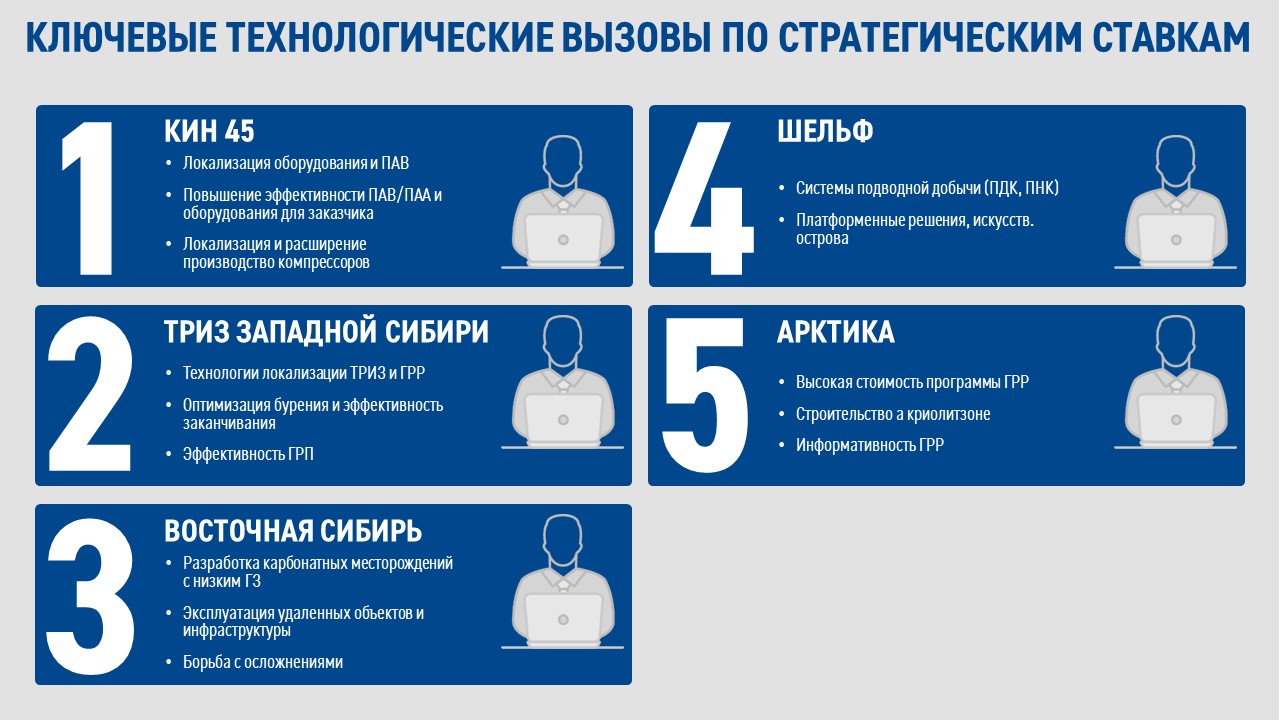 КЛЮЧЕВЫЕ ТЕХНОЛОГИЧЕСКИЕ ВЫЗОВЫ ПО СТРАТЕГИЧЕСКИМ СТАВКАМ
1
КИН 45
• Локализация оборудования и ПАВ
• Повышение эффективности ПАВ/ПАА и
оборудования для заказчика
• Локализация и расширение
производство компрессоров
2
ТРИЗ ЗАПАДНОЙ СИБИРИ
• Технологии локализации ТРИЗ и ГРР
• Оптимизация бурения и эффективность
заканчивания
• Эффективность ГРП
3
ВОСТОЧНАЯ СИБИРЬ
• Разработка карбонатных месторождений
с низким ГЗ
• Эксплуатация удаленных объектов и
инфраструктуры
• Борьба с осложнениями
4
ШЕЛЬФ
• Системы подводной добычи (ПДК, ПНК)
• Платформенные решения, искусств.
острова
5
АРКТИКА
• Высокая стоимость программы ГРР
• Строительство а криолитзоне
• Информативность ГРР